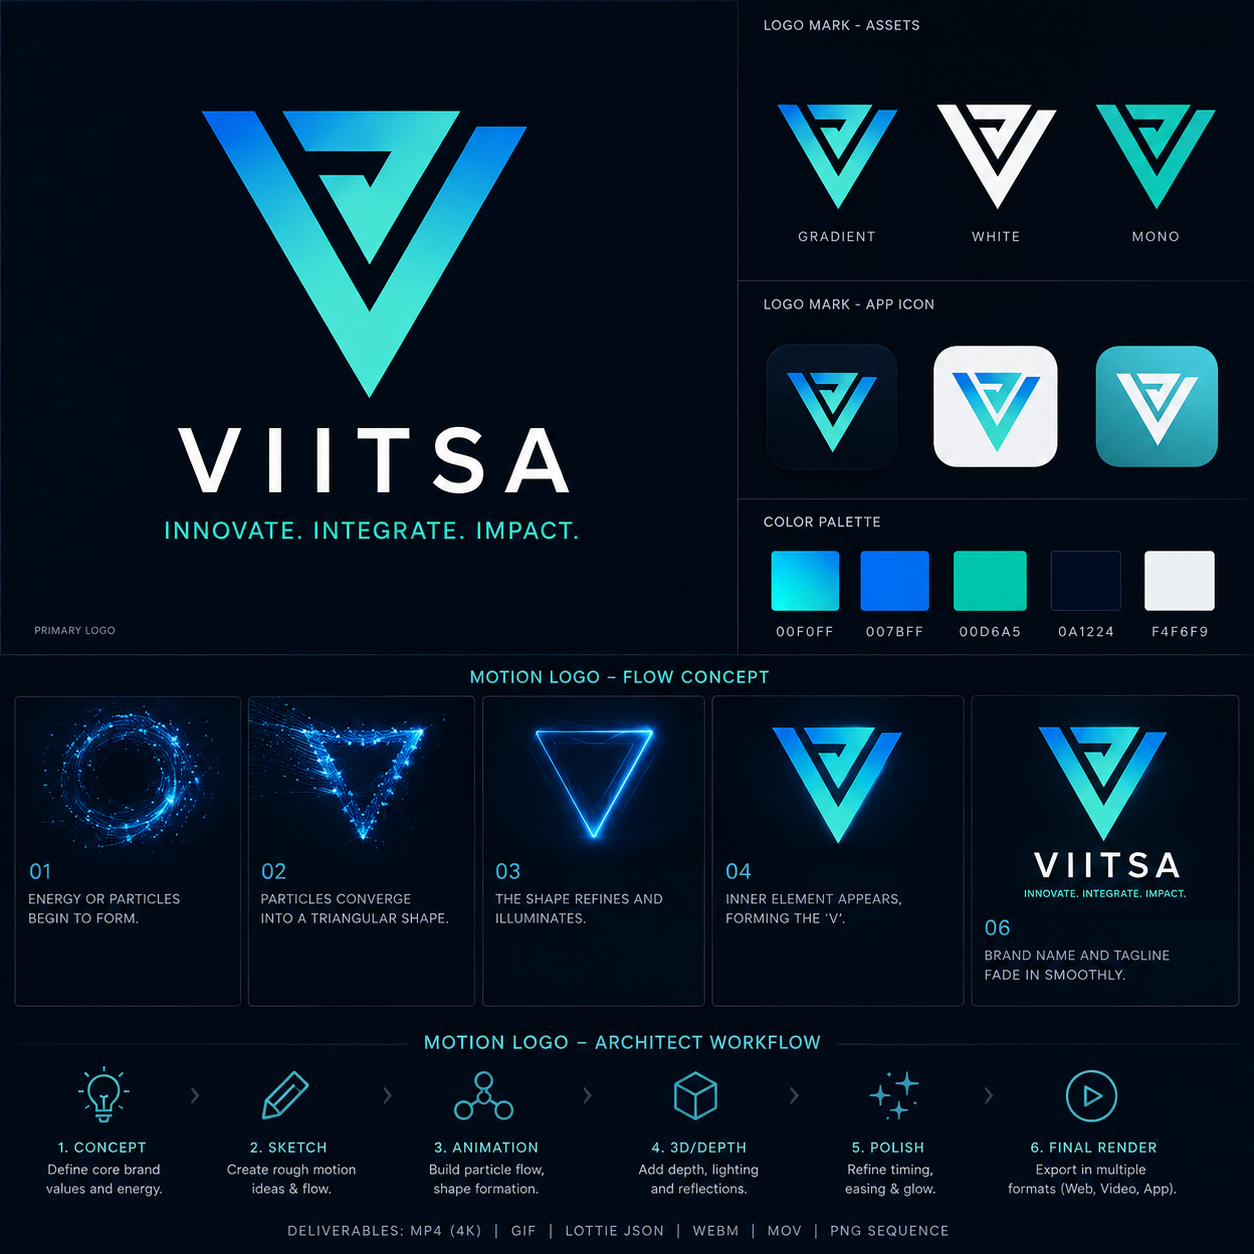 VIITSA
INNOVATE. INTEGRATE. IMPACT.
PRIMARY LOGO
LOGO MARK - ASSETS
GRADIENT
WHITE
MONO
LOGO MARK - APP ICON
COLOR PALETTE
00F0FF
007BFF
00D6A5
0A1224
F4F6F9
MOTION LOGO – FLOW CONCEPT
01
ENERGY OR PARTICLES
BEGIN TO FORM.
02
PARTICLES CONVERGE
INTO A TRIANGULAR SHAPE.
03
THE SHAPE REFINES AND
ILLUMINATES.
04
INNER ELEMENT APPEARS,
FORMING THE 'V'.
VIITSA
INNOVATE. INTEGRATE. IMPACT.
06
BRAND NAME AND TAGLINE
FADE IN SMOOTHLY.
MOTION LOGO – ARCHITECT WORKFLOW
1. CONCEPT
Define core brand
values and energy.
2. SKETCH
Create rough motion
ideas & flow.
3. ANIMATION
Build particle flow,
shape formation.
4. 3D/DEPTH
Add depth, lighting
and reflections.
5. POLISH
Refine timing,
easing & glow.
6. FINAL RENDER
Export in multiple
formats (Web, Video, App).
DELIVERABLES: MP4 (4K) | GIF | LOTTIE JSON | WEBM | MOV | PNG SEQUENCE